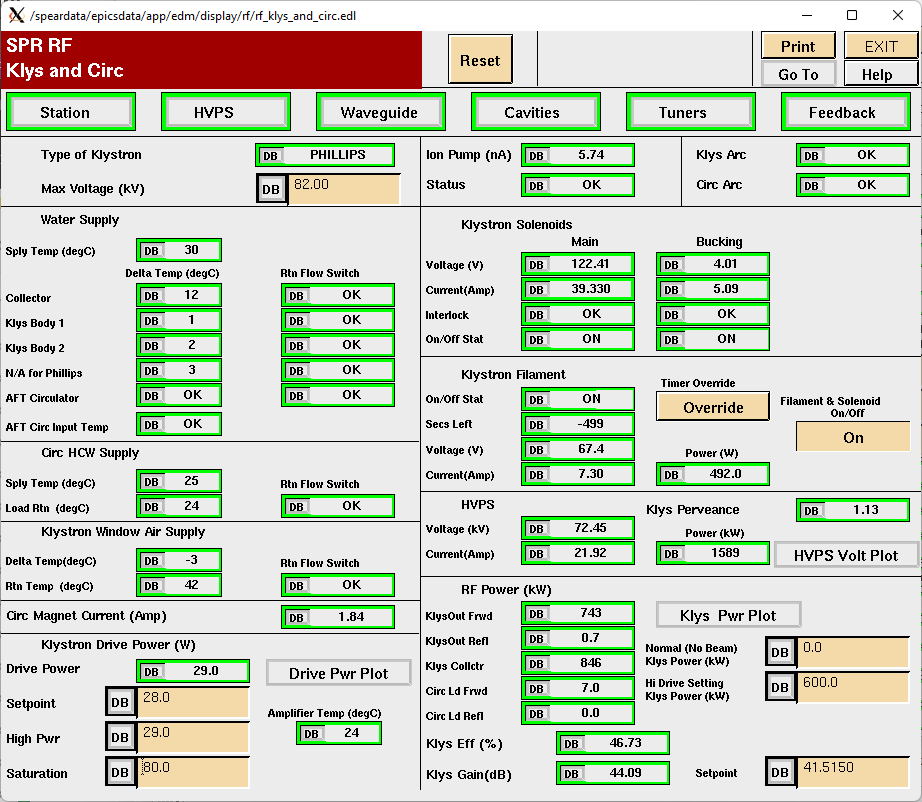 /speardata/epicsdata/app/edm/display/rf/rf_klys_and_circ.edl
SPR RF
Klys and Circ
Reset
Print
EXIT
Go To
Help
Station
HVPS
Waveguide
Cavities
Tuners
Feedback
Type of Klystron DB PHILLIPS
Max Voltage (kV) DB 82.00
Ion Pump (nA) DB 5.74
Status DB OK
Klys Arc DB OK
Circ Arc DB OK
Water Supply
Sply Temp (degC) DB 30
Delta Temp (degC) Rtn Flow Switch
Collector DB 12 DB OK
Klys Body 1 DB 1 DB OK
Klys Body 2 DB 2 DB OK
N/A for Phillips DB 3 DB OK
AFT Circulator DB OK DB OK
AFT Circ Input Temp DB OK
Circ HCW Supply
Sply Temp (degC) DB 25 Rtn Flow Switch
Load Rtn (degC) DB 24 DB OK
Klystron Window Air Supply
Delta Temp(degC) DB -3 Rtn Flow Switch
Rtn Temp (degC) DB 42 DB OK
Circ Magnet Current (Amp) DB 1.84
Klystron Drive Power (W)
Drive Power DB 29.0 Drive Pwr Plot
Setpoint DB 28.0
High Pwr DB 29.0
Saturation DB 80.0
Amplifier Temp (degC)
DB 24
Klystron Solenoids
Main Bucking
Voltage (V) DB 122.41 DB 4.01
Current(Amp) DB 39.330 DB 5.09
Interlock DB OK DB OK
On/Off Stat DB ON DB ON
Klystron Filament
On/Off Stat DB ON
Secs Left DB -499
Voltage (V) DB 67.4
Current(Amp) DB 7.30
Timer Override
Override
Power (W)
DB 492.0
Filament & Solenoid
On/Off
On
HVPS
Voltage (kV) DB 72.45
Current(Amp) DB 21.92
Klys Perveance DB 1.13
Power (kW)
DB 1589 HVPS Volt Plot
RF Power (kW)
KlysOut Frwd DB 743
KlysOut Refl DB 0.7
Klys Collctr DB 846
Circ Ld Frwd DB 7.0
Circ Ld Refl DB 0.0
Klys Pwr Plot
Normal (No Beam)
Klys Power (kW) DB 0.0
Hi Drive Setting
Klys Power (kW) DB 600.0
Klys Eff (%) DB 46.73
Klys Gain(dB) DB 44.09
Setpoint DB 41.5150